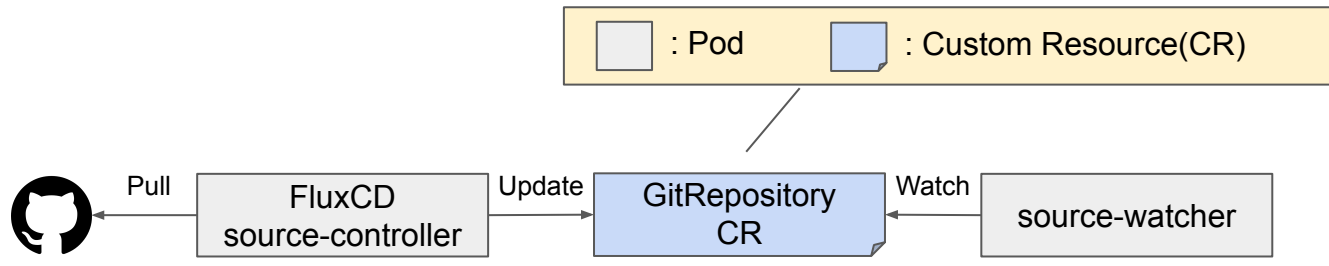 : Pod
: Custom Resource(CR)
Pull
FluxCD
source-controller
Update
GitRepository
CR
Watch
source-watcher